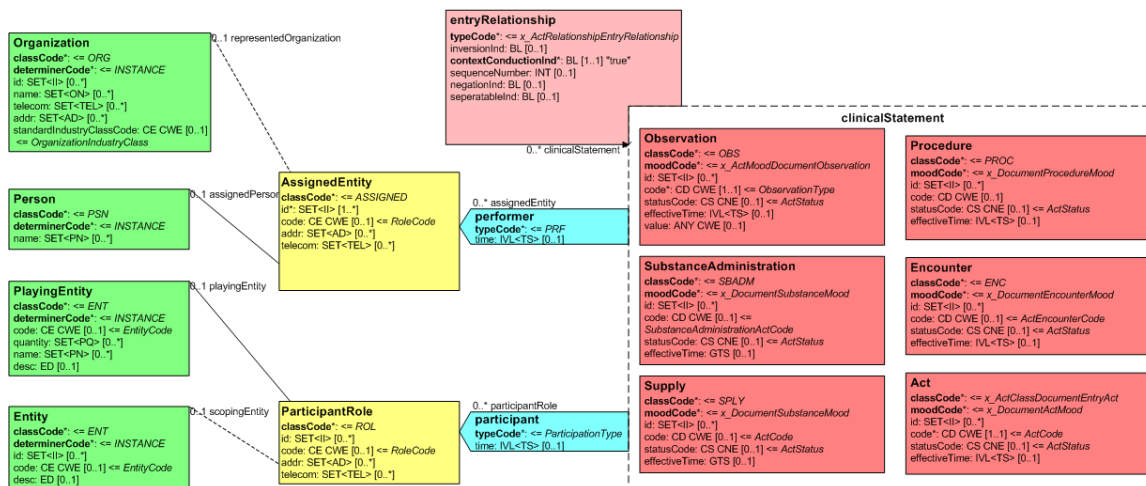 entryRelationship
typeCode*: <= x_ActRelationshipEntryRelationship
inversionInd: BL [0..1]
contextConductionInd*: BL [1..1] "true"
sequenceNumber: INT [0..1]
negationInd: BL [0..1]
seperatableInd: BL [0..1]
0..1 representedOrganization
Organization
classCode*: <= ORG
determinerCode*: <= INSTANCE
id: SET<II> [0..*]
name: SET<ON> [0..*]
telecom: SET<TEL> [0..*]
addr: SET<AD> [0..*]
standardIndustryClassCode: CE CWE [0..1]
<= OrganizationIndustryClass
0..* clinicalStatement
clinicalStatement
0..1 assignedPerson
Person
classCode*: <= PSN
determinerCode*: <= INSTANCE
name: SET<PN> [0..*]
AssignedEntity
classCode*: <= ASSIGNED
id*: SET<II> [1..*]
code: CE CWE [0..1] <= RoleCode
addr: SET<AD> [0..*]
telecom: SET<TEL> [0..*]
0..* assignedEntity
performer
typeCode*: <= PRF
time: IVL<TS> [0..1]
Observation
classCode*: <= OBS
moodCode*: <= x_ActMoodDocumentObservation
id: SET<II> [0..*]
code*: CD CWE [1..1] <= ObservationType
statusCode: CS CNE [0..1] <= ActStatus
effectiveTime: IVL<TS> [0..1]
value: ANY CWE [0..1]
Procedure
classCode*: <= PROC
moodCode*: <= x_DocumentProcedureMood
id: SET<II> [0..*]
code: CD CWE [0..1]
statusCode: CS CNE [0..1] <= ActStatus
effectiveTime: IVL<TS> [0..1]
0..1 playingEntity
PlayingEntity
classCode*: <= ENT
determinerCode*: <= INSTANCE
code: CE CWE [0..1] <= EntityCode
quantity: SET<PQ> [0..*]
name: SET<PN> [0..*]
desc: ED [0..1]
SubstanceAdministration
classCode*: <= SBADM
moodCode*: <= x_DocumentSubstanceMood
id: SET<II> [0..*]
code: CD CWE [0..1] <=
SubstanceAdministrationActCode
statusCode: CS CNE [0..1] <= ActStatus
effectiveTime: GTS [0..1]
Encounter
classCode*: <= ENC
moodCode*: <= x_DocumentEncounterMood
id: SET<II> [0..*]
code: CD CWE [0..1] <= ActEncounterCode
statusCode: CS CNE [0..1] <= ActStatus
effectiveTime: IVL<TS> [0..1]
0..1 scopingEntity
Entity
classCode*: <= ENT
determinerCode*: <= INSTANCE
id: SET<II> [0..*]
code: CE CWE [0..1] <= EntityCode
desc: ED [0..1]
ParticipantRole
classCode*: <= ROL
id: SET<II> [0..*]
code: CE CWE [0..1] <= RoleCode
addr: SET<AD> [0..*]
telecom: SET<TEL> [0..*]
0..* participantRole
participant
typeCode*: <= ParticipationType
time: IVL<TS> [0..1]
Supply
classCode*: <= SPLY
moodCode*: <= x_DocumentSubstanceMood
id: SET<II> [0..*]
code: CD CWE [0..1] <= ActCode
statusCode: CS CNE [0..1] <= ActStatus
effectiveTime: GTS [0..1]
Act
classCode*: <= x_ActClassDocumentEntryAct
moodCode*: <= x_DocumentActMood
id: SET<II> [0..*]
code*: CD CWE [1..1] <= ActCode
statusCode: CS CNE [0..1] <= ActStatus
effectiveTime: IVL<TS> [0..1]